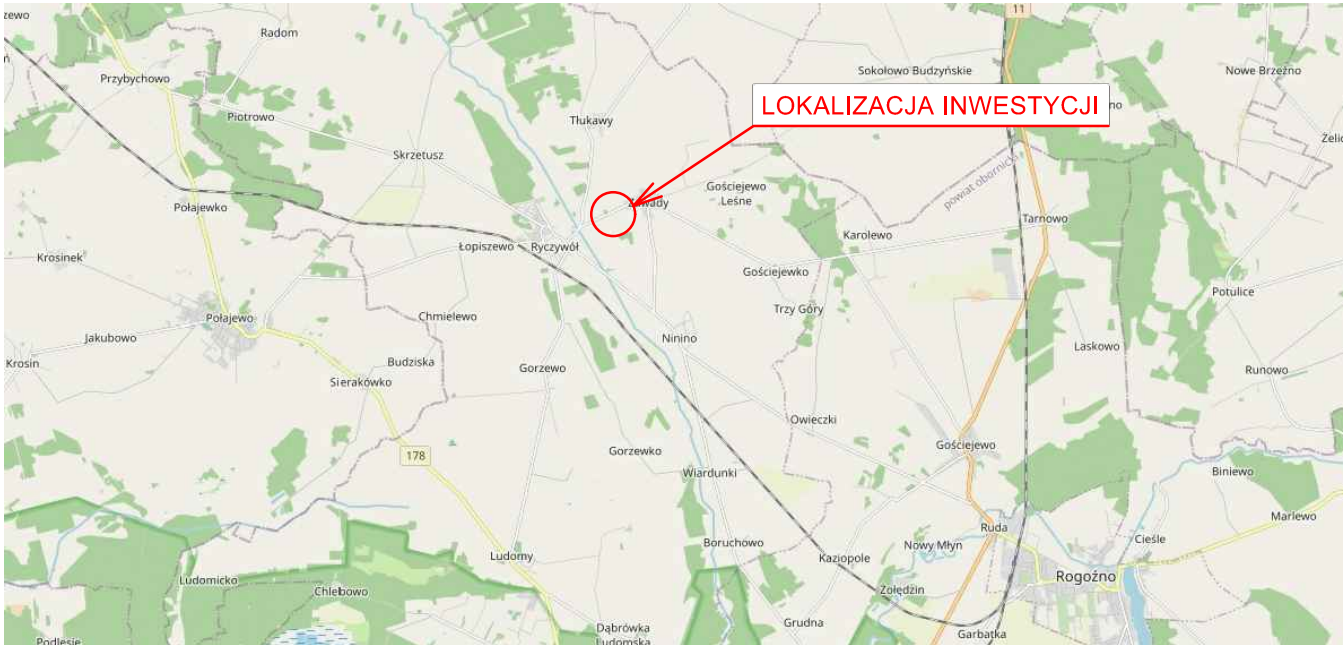 zewo
Radom
11
Przybychowo
Sokołowo Budzyńskie
Nowe Brzeźno
LOKALIZACJA INWESTYCJI
Piotrowo
Tłukawy
Skrzetusz
Gościejewo
Leśne
powiat obornicki
Połajewko
Tarnowo
Karolewo
Łopiszewo
Ryczywół
Krosinek
Gościejewko
Potulice
Trzy Góry
Połajewo
Chmielewo
Jakubowo
Ninino
Laskowo
Krosin
Budziska
Gorzewo
Runowo
Sierakówko
Owieczki
Gościejewo
178
Gorzewko
Wiardunki
Biniewo
Marlewo
Ruda
Boruchowo
Nowy Młyn
Cieśle
Ludomy
Kaziopole
Ludomicko
Rogoźno
Chlebowo
Żołędzin
Dąbrówka
Ludomska
Grudna
Garbatka
Podlesie